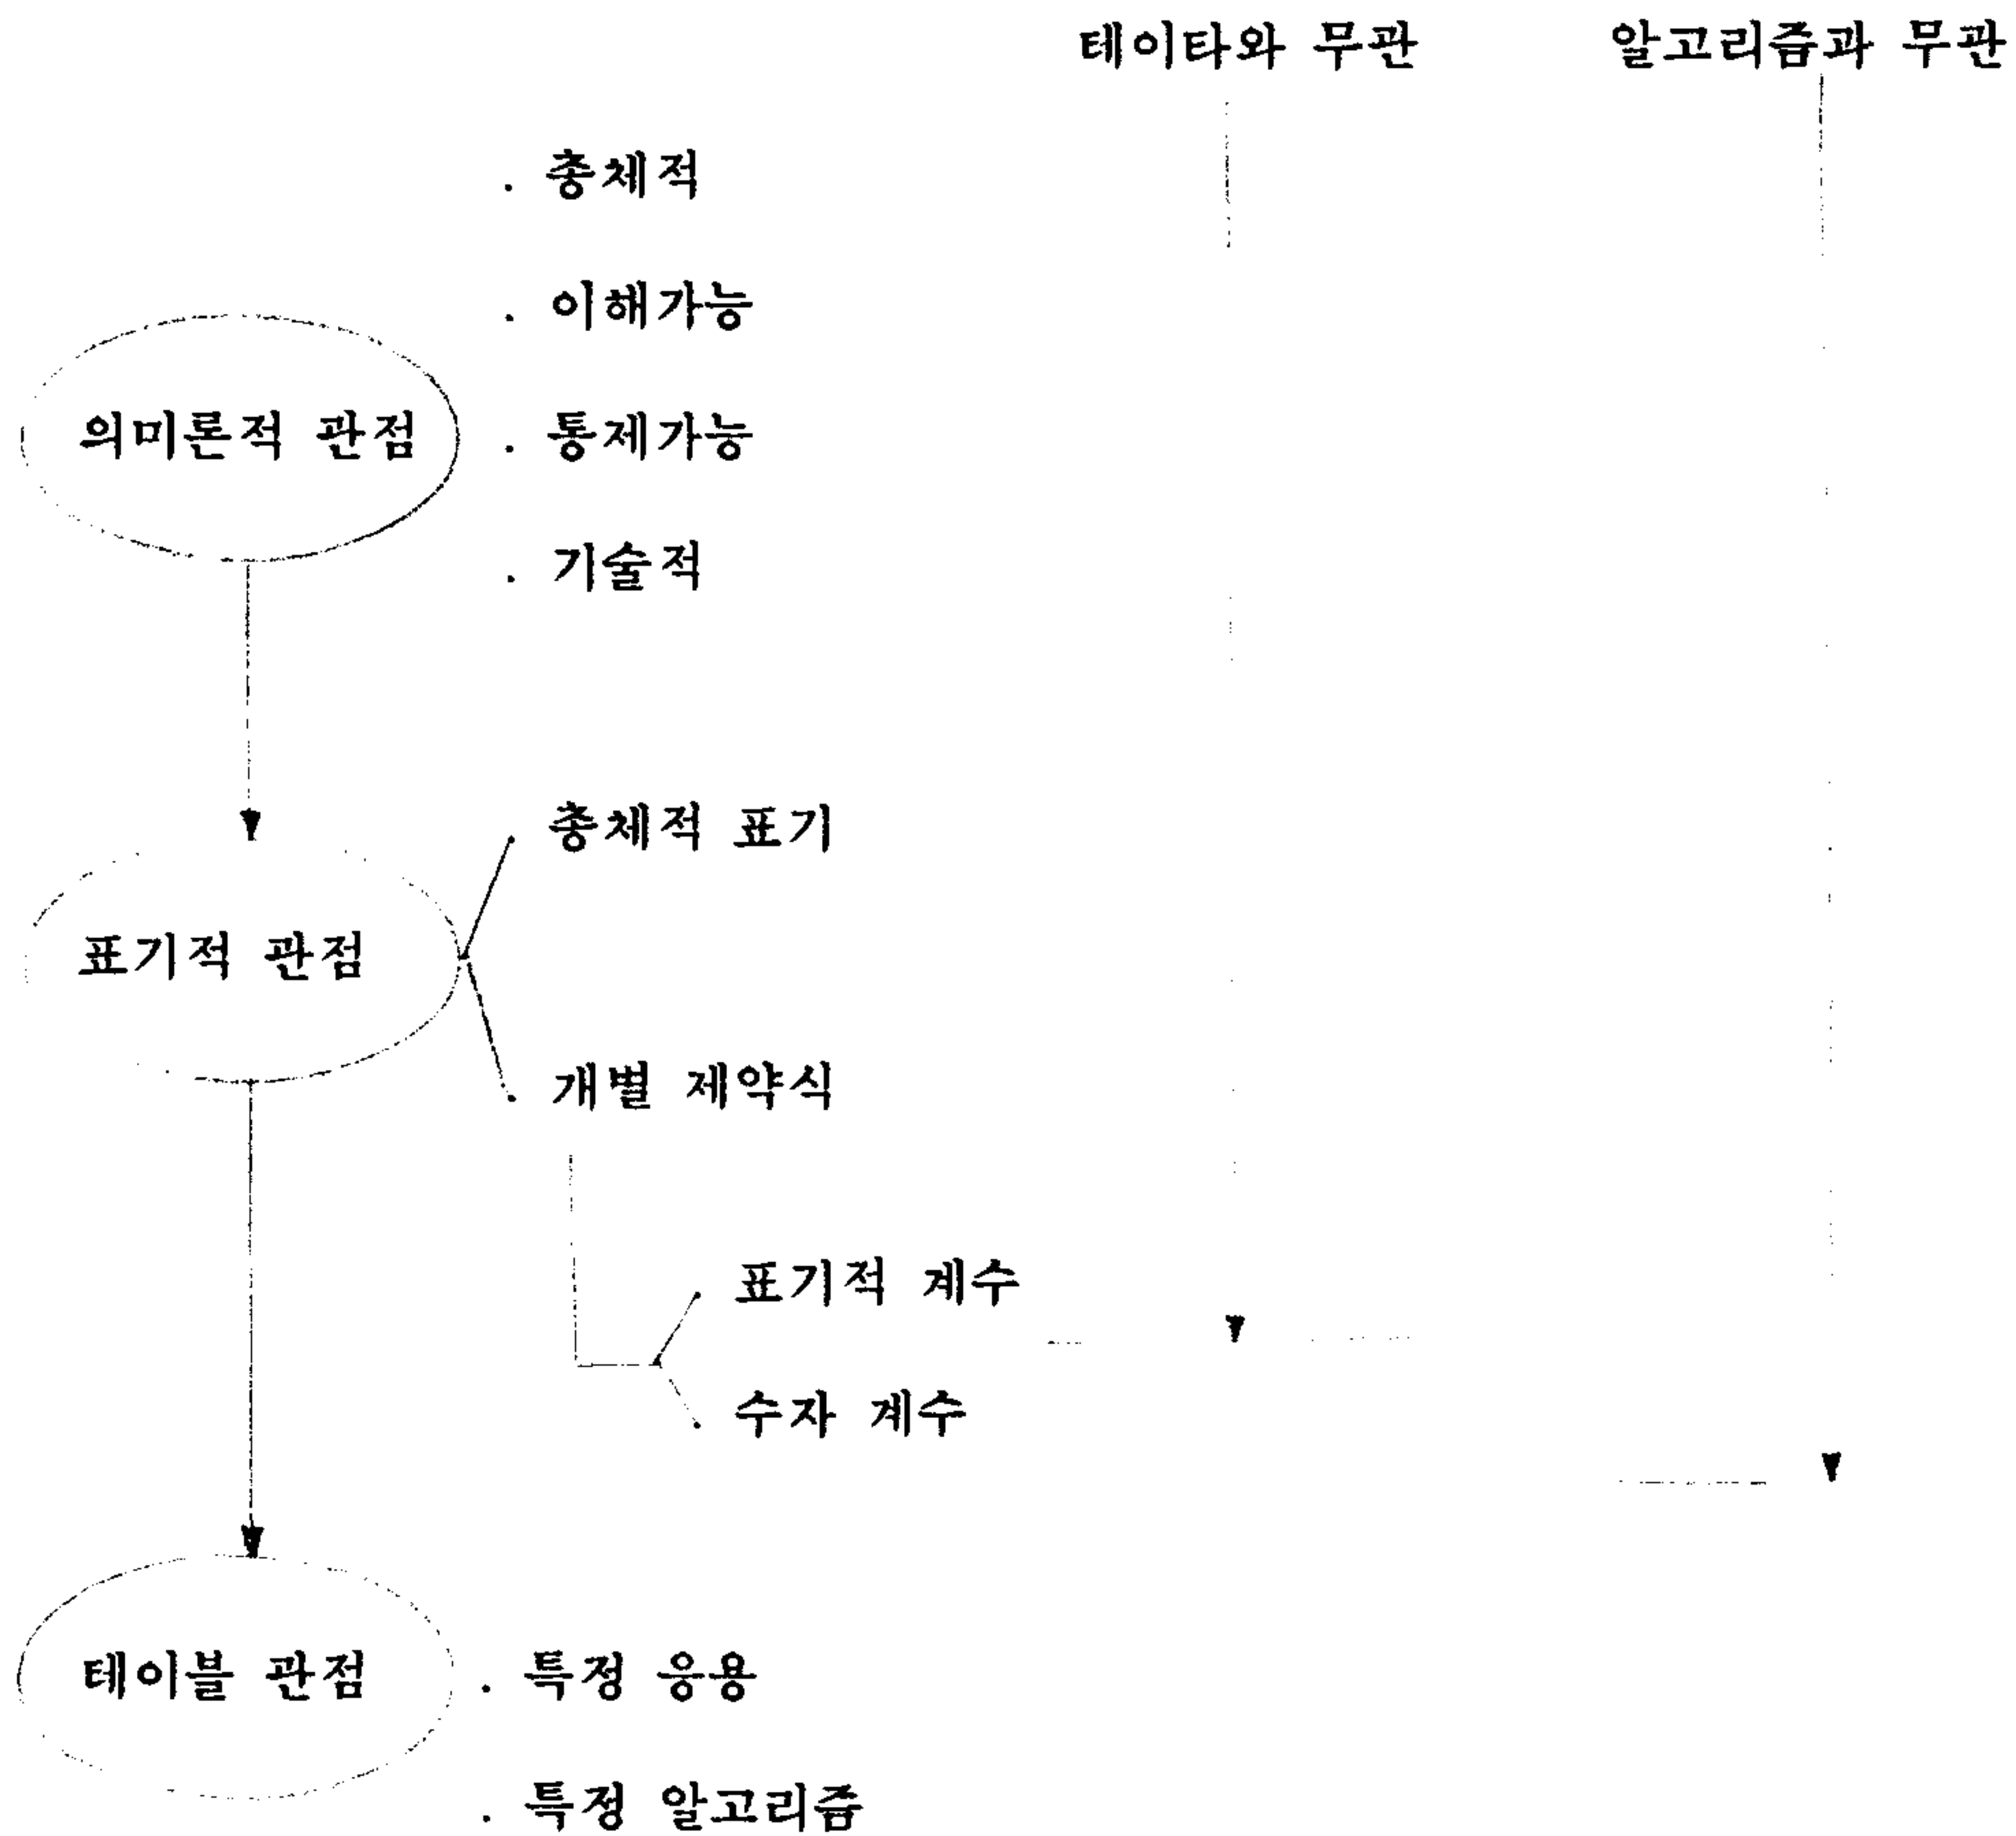 테이타와 무관
알고리즘과 무관
. 총체적
. 이해가능
의미론적 관점
. 통제가능
. 기술적
총체적 표기
표기적 관점
개별 제약식
표기적 계수
수자 계수
테이블 관점
. 특정 응용
. 특정 알고리즘